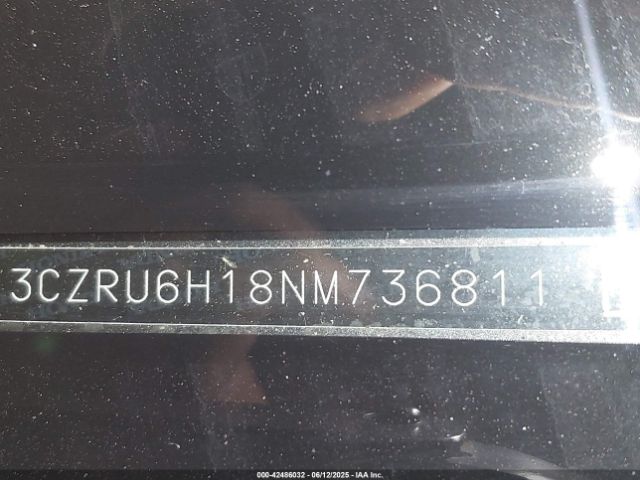 3CZRU6H18NM736811
000-42486032 - 06/12/2025 - IAA Inc.